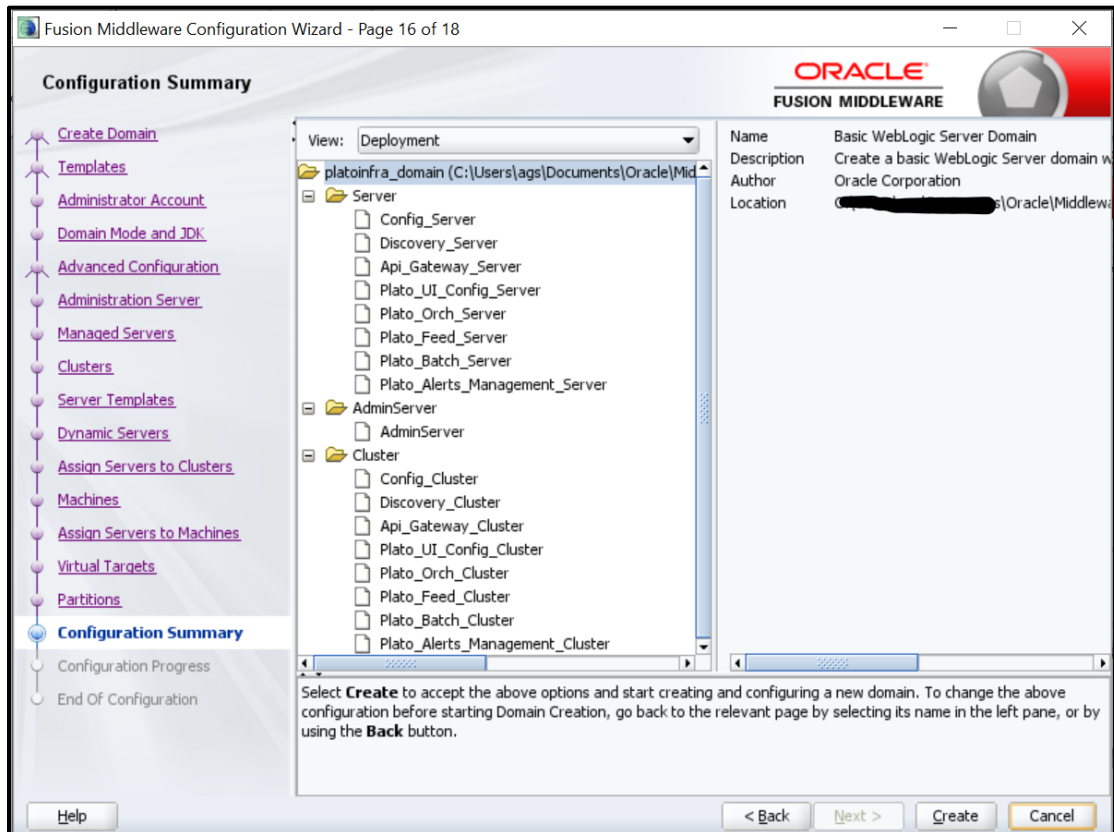 Fusion Middleware Configuration Wizard - Page 16 of 18
Configuration Summary
ORACLE
FUSION MIDDLEWARE
Create Domain
Templates
Administrator Account
Domain Mode and JDK
Advanced Configuration
Administration Server
Managed Servers
Clusters
Server Templates
Dynamic Servers
Assign Servers to Clusters
Machines
Assign Servers to Machines
Virtual Targets
Partitions
Configuration Summary
Configuration Progress
End Of Configuration
View: Deployment
platoinfra_domain (C:\Users\ags\Documents\Oracle\Mid
Server
Config_Server
Discovery_Server
Api_Gateway_Server
Plato_UI_Config_Server
Plato_Orch_Server
Plato_Feed_Server
Plato_Batch_Server
Plato_Alerts_Management_Server
AdminServer
AdminServer
Cluster
Config_Cluster
Discovery_Cluster
Api_Gateway_Cluster
Plato_UI_Config_Cluster
Plato_Orch_Cluster
Plato_Feed_Cluster
Plato_Batch_Cluster
Plato_Alerts_Management_Cluster
Name Basic WebLogic Server Domain
Description Create a basic WebLogic Server domain w
Author Oracle Corporation
Location s\Oracle\Middlewa
Select Create to accept the above options and start creating and configuring a new domain. To change the above
configuration before starting Domain Creation, go back to the relevant page by selecting its name in the left pane, or by
using the Back button.
Help
< Back
Next >
Create
Cancel